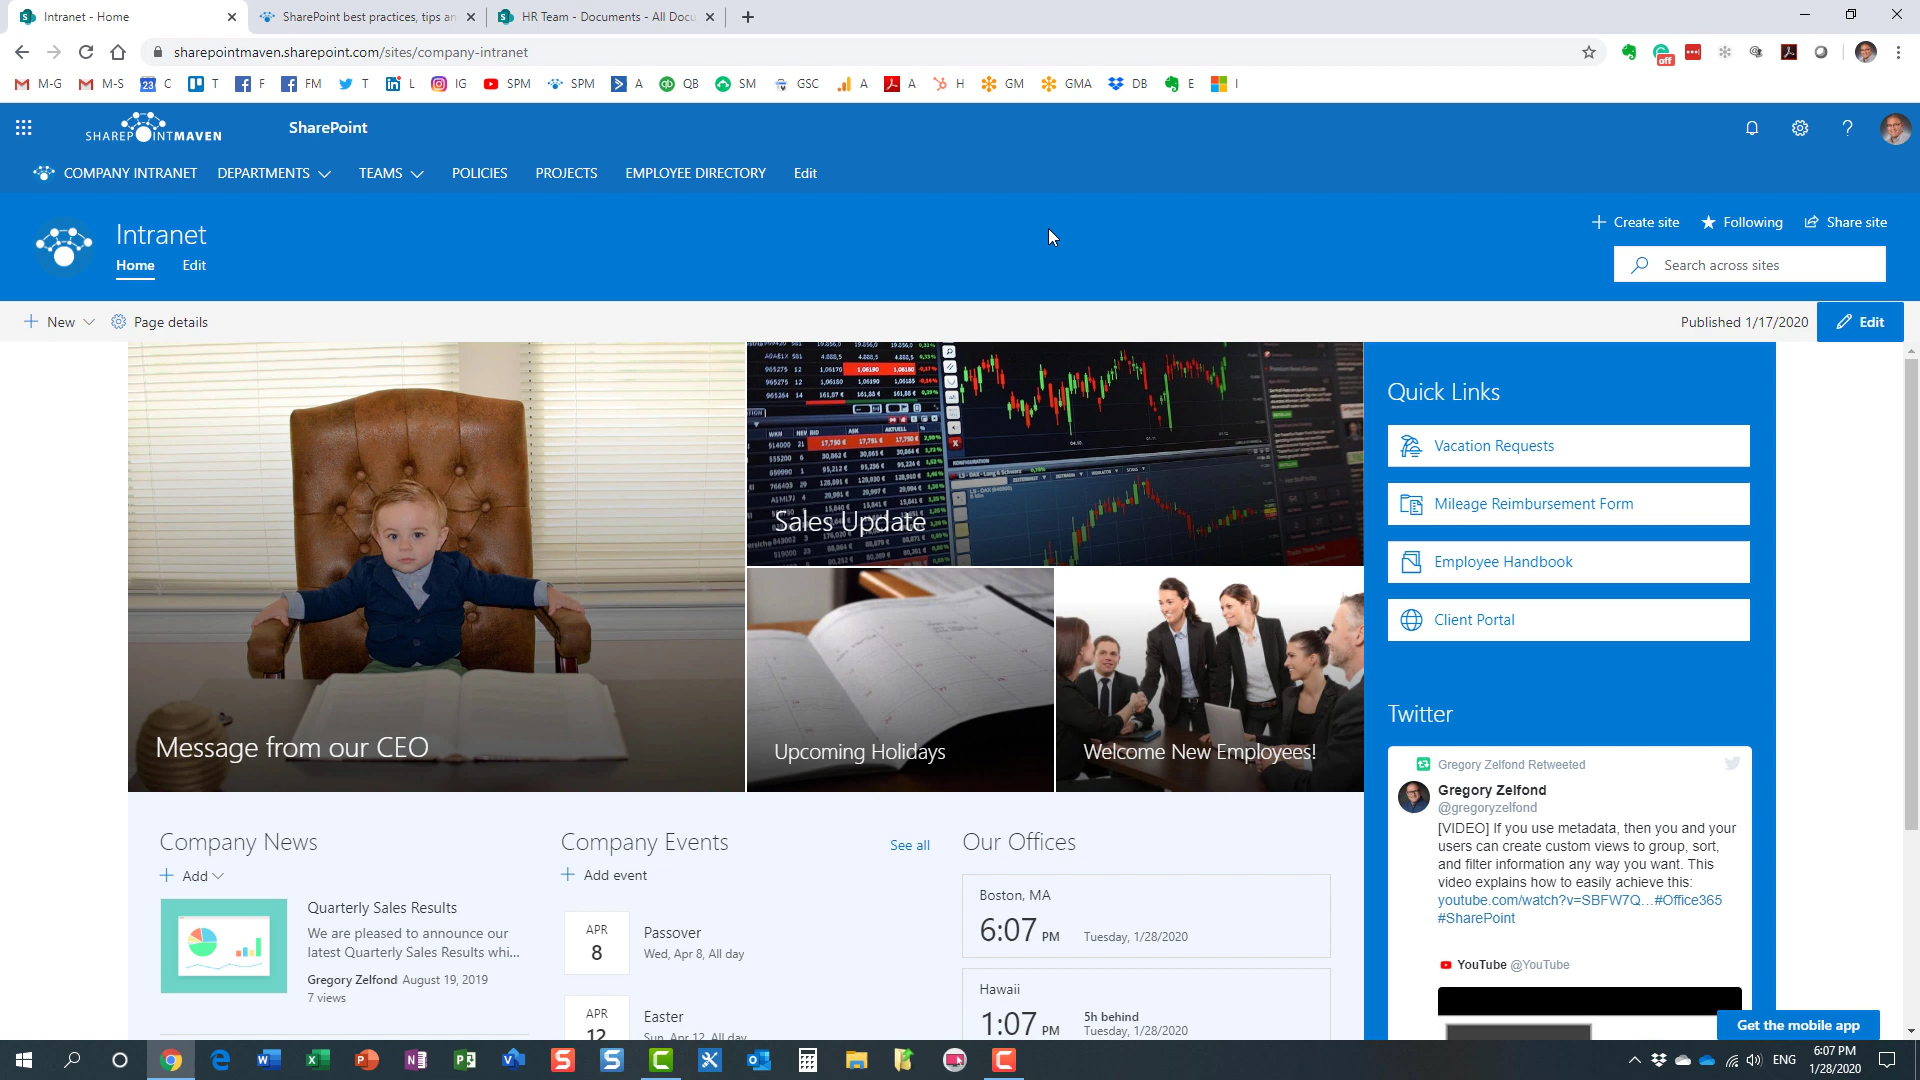 Intranet - Home
SharePoint best practices, tips an
HR Team - Documents - All Docu
sharepointmaven.sharepoint.com/sites/company-intranet
off
M-G M-S 23 C T F FM T L IG SPM SPM A QB SM GSC A A H GM GMA DB E I
SHAREPOINTMAVEN
SharePoint
COMPANY INTRANET DEPARTMENTS TEAMS POLICIES PROJECTS EMPLOYEE DIRECTORY Edit
Intranet
Home Edit
Create site Following Share site
Search across sites
New Page details
Published 1/17/2020 Edit
Message from our CEO
Sales Update
Upcoming Holidays
Welcome New Employees!
Quick Links
Vacation Requests
Mileage Reimbursement Form
Employee Handbook
Client Portal
Twitter
Gregory Zelfond Retweeted
Gregory Zelfond
@gregoryzelfond
[VIDEO] If you use metadata, then you and your
users can create custom views to group, sort,
and filter information any way you want. This
video explains how to easily achieve this:
youtube.com/watch?v=SBFW7Q…#Office365
#SharePoint
YouTube @YouTube
Get the mobile app
Company News
Add
Quarterly Sales Results
We are pleased to announce our
latest Quarterly Sales Results whi...
Gregory Zelfond August 19, 2019
7 views
Company Events
See all
Add event
APR
8
Passover
Wed, Apr 8, All day
APR
12
Easter
Sun, Apr 12, All day
Our Offices
Boston, MA
6:07 PM Tuesday, 1/28/2020
Hawaii
1:07 PM
5h behind
Tuesday, 1/28/2020
ENG
6:07 PM
1/28/2020